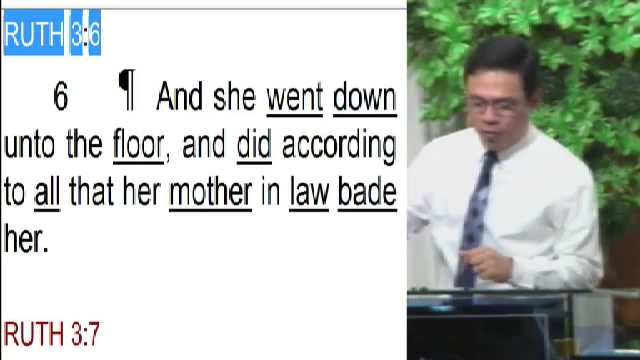 RUTH 3:6
6 ¶ And she went down
unto the floor, and did according
to all that her mother in law bade
her.
RUTH 3:7